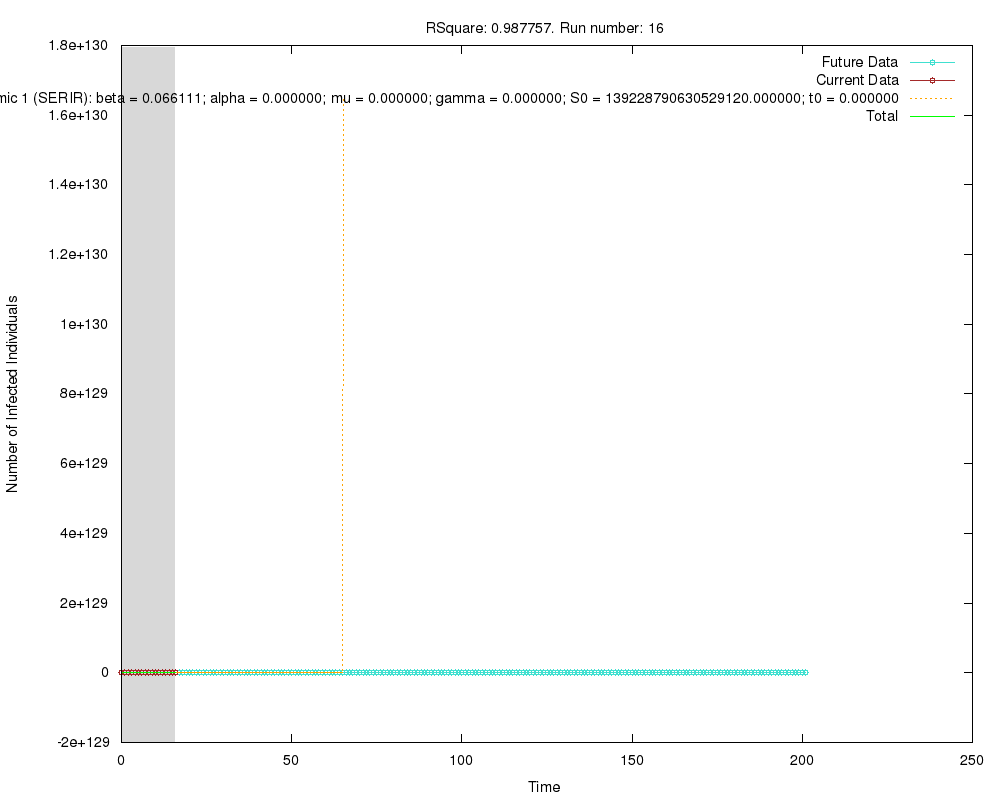 RSquare: 0.987757. Run number: 16
1.8e+130
Future Data
Current Data
1 (SERIR): beta = 0.066111; alpha = 0.000000; mu = 0.000000; gamma = 0.000000; S0 = 139228790630529120.000000; t0 = 0.000000
1.6e+130
Total
1.4e+130
1.2e+130
1e+130
8e+129
6e+129
4e+129
2e+129
0
-2e+129
Number of Infected Individuals
0 50 100 150 200 250
Time